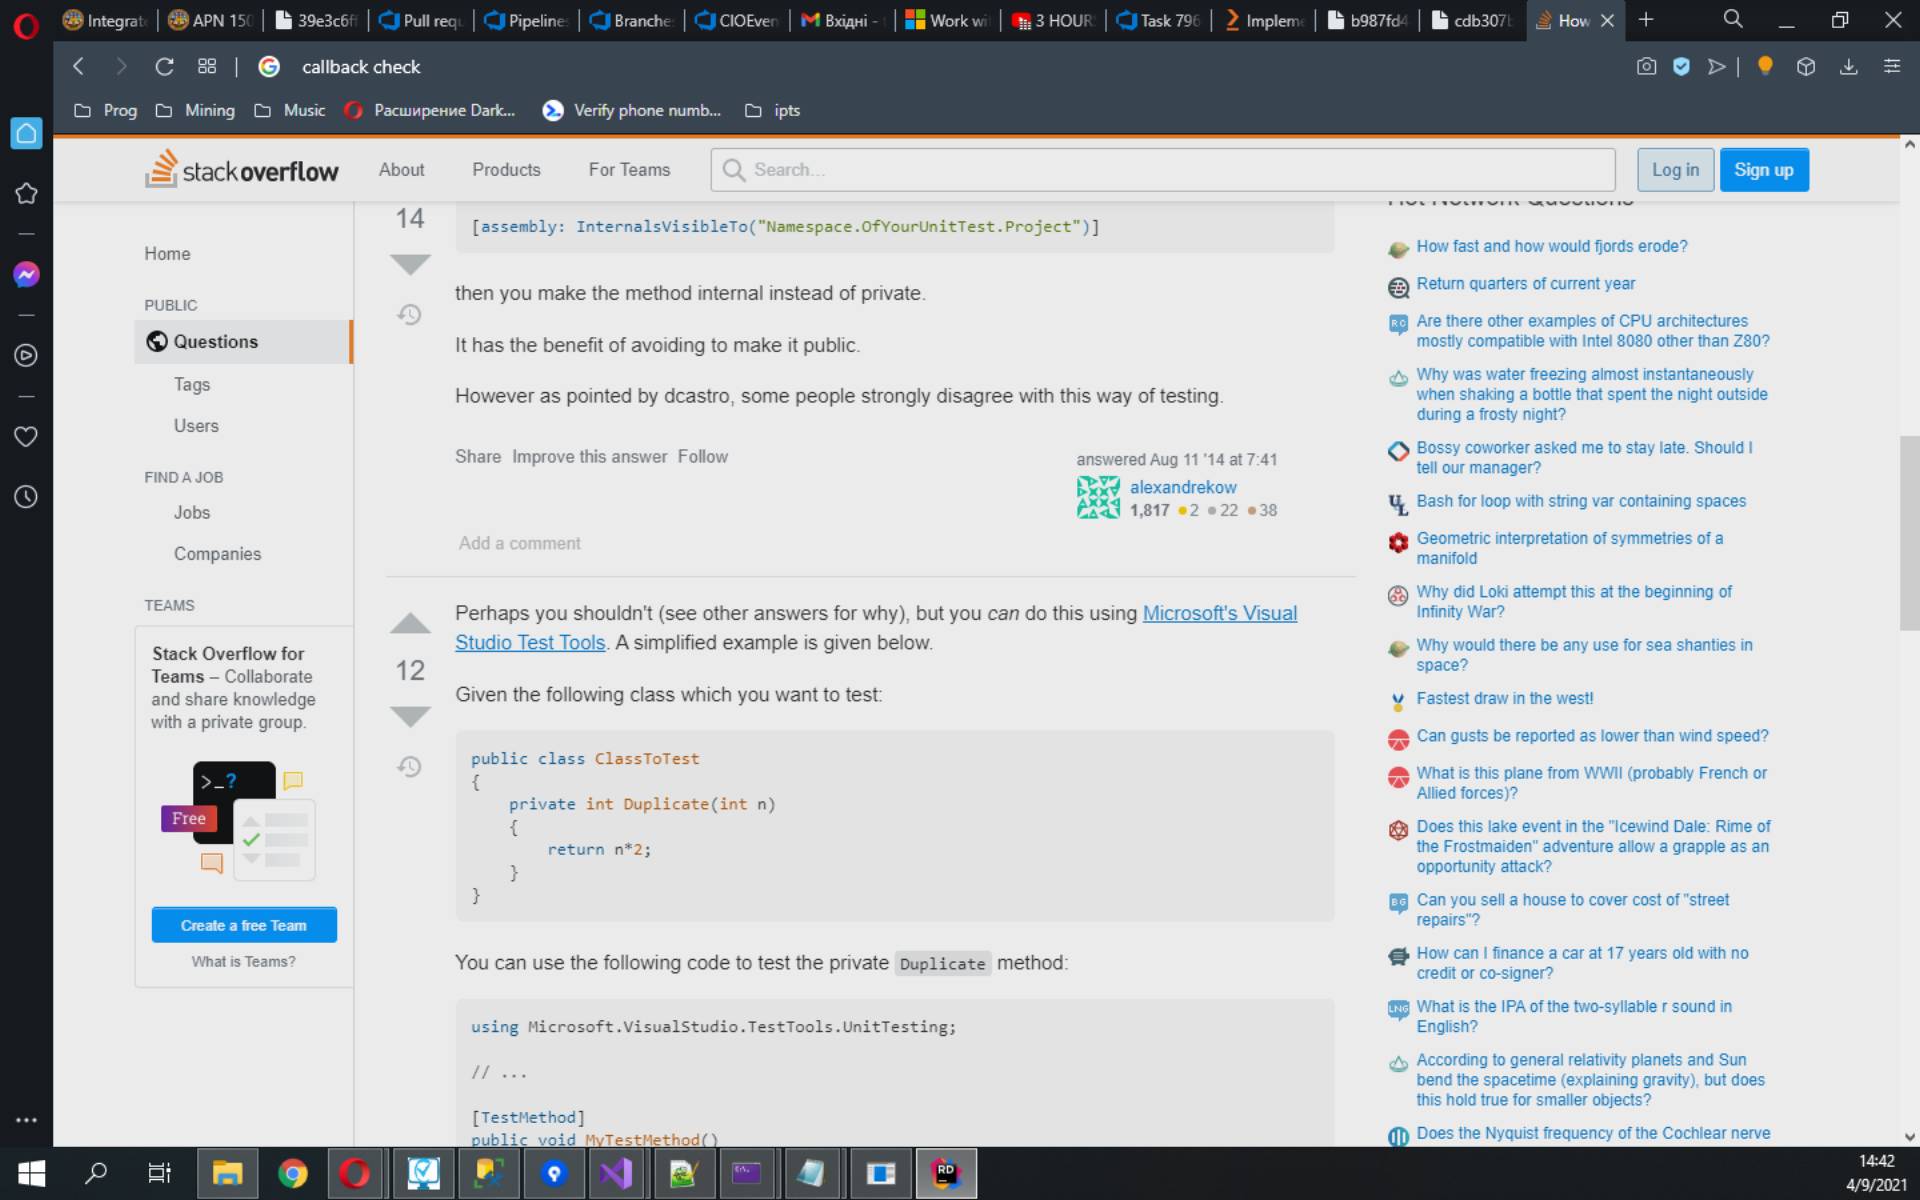 Integrat
APN 150
39e3c6ff
Pull requ
Pipelines
Branche
CIOEven
Вхідні -
Work wi
3 HOUR
Task 796
Implem
b987fd4
cdb307b
How
callback check
Prog
Mining
Music
Расширение Dark...
Verify phone numb...
ipts
stackoverflow
About
Products
For Teams
Search...
Log in
Sign up
Home
PUBLIC
Questions
Tags
Users
FIND A JOB
Jobs
Companies
TEAMS
Stack Overflow for
Teams – Collaborate
and share knowledge
with a private group.
>_?
Free
Create a free Team
What is Teams?
14
[assembly: InternalsVisibleTo("Namespace.OfYourUnitTest.Project")]
then you make the method internal instead of private.
It has the benefit of avoiding to make it public.
However as pointed by dcastro, some people strongly disagree with this way of testing.
Share Improve this answer Follow
answered Aug 11 '14 at 7:41
alexandrekow
1,817 2 22 38
Add a comment
12
Perhaps you shouldn't (see other answers for why), but you can do this using Microsoft's Visual
Studio Test Tools. A simplified example is given below.
Given the following class which you want to test:
public class ClassToTest
{
private int Duplicate(int n)
{
return n*2;
}
}
You can use the following code to test the private Duplicate method:
using Microsoft.VisualStudio.TestTools.UnitTesting;
// ...
[TestMethod]
public void MyTestMethod()
Hot Network Questions
How fast and how would fjords erode?
Return quarters of current year
RC
Are there other examples of CPU architectures
mostly compatible with Intel 8080 other than Z80?
Why was water freezing almost instantaneously
when shaking a bottle that spent the night outside
during a frosty night?
Bossy coworker asked me to stay late. Should I
tell our manager?
UL
Bash for loop with string var containing spaces
Geometric interpretation of symmetries of a
manifold
Why did Loki attempt this at the beginning of
Infinity War?
Why would there be any use for sea shanties in
space?
Fastest draw in the west!
Can gusts be reported as lower than wind speed?
What is this plane from WWII (probably French or
Allied forces)?
Does this lake event in the "Icewind Dale: Rime of
the Frostmaiden" adventure allow a grapple as an
opportunity attack?
BG
Can you sell a house to cover cost of "street
repairs"?
How can I finance a car at 17 years old with no
credit or co-signer?
LNG
What is the IPA of the two-syllable r sound in
English?
According to general relativity planets and Sun
bend the spacetime (explaining gravity), but does
this hold true for smaller objects?
Does the Nyquist frequency of the Cochlear nerve
RD
14:42
4/9/2021